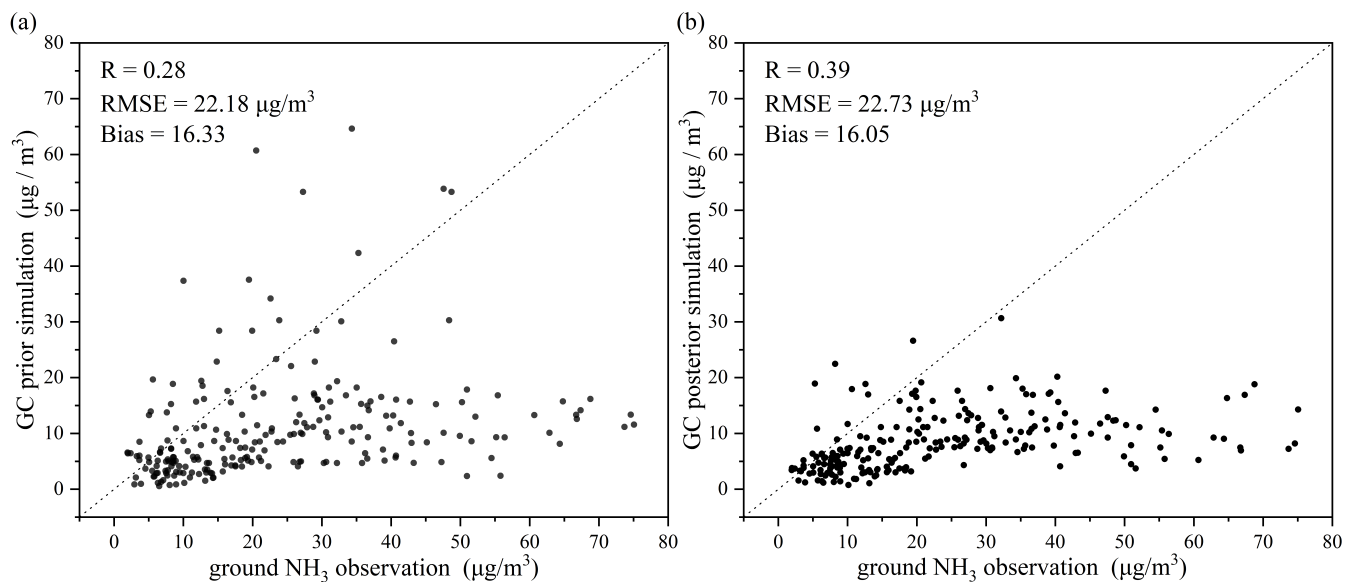 (a)
GC prior simulation (μg / m³)
80
70
60
50
40
30
20
10
0
R = 0.28
RMSE = 22.18 μg/m³
Bias = 16.33
0 10 20 30 40 50 60 70 80
ground NH₃ observation (μg/m³)
(b)
GC posterior simulation (μg / m³)
80
70
60
50
40
30
20
10
0
R = 0.39
RMSE = 22.73 μg/m³
Bias = 16.05
0 10 20 30 40 50 60 70 80
ground NH₃ observation (μg/m³)